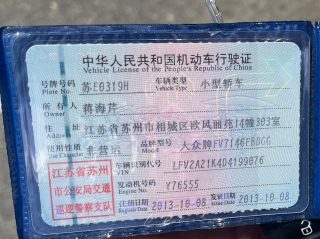 中华人民共和国机动车行驶证
Vehicle License of the People's Republic of China
号牌号码 苏E0319H 车辆类型 小型轿车
Plate No. Vehicle Type
所有人 蒋海芹
Owner
住址 江苏省苏州市相城区欧风丽苑14幢303室
Address
使用性质 非营运 品牌型号 大众牌FV7146FBDGG
Use Character Model
江苏省苏州
市公安局交通
巡逻警察支队
车辆识别代号 LFV2A21K4D4199076
VIN
发动机号码 Y76555
Engine No.
注册日期 2013-10-08 发证日期 2013-10-08
Register Date Issue Date